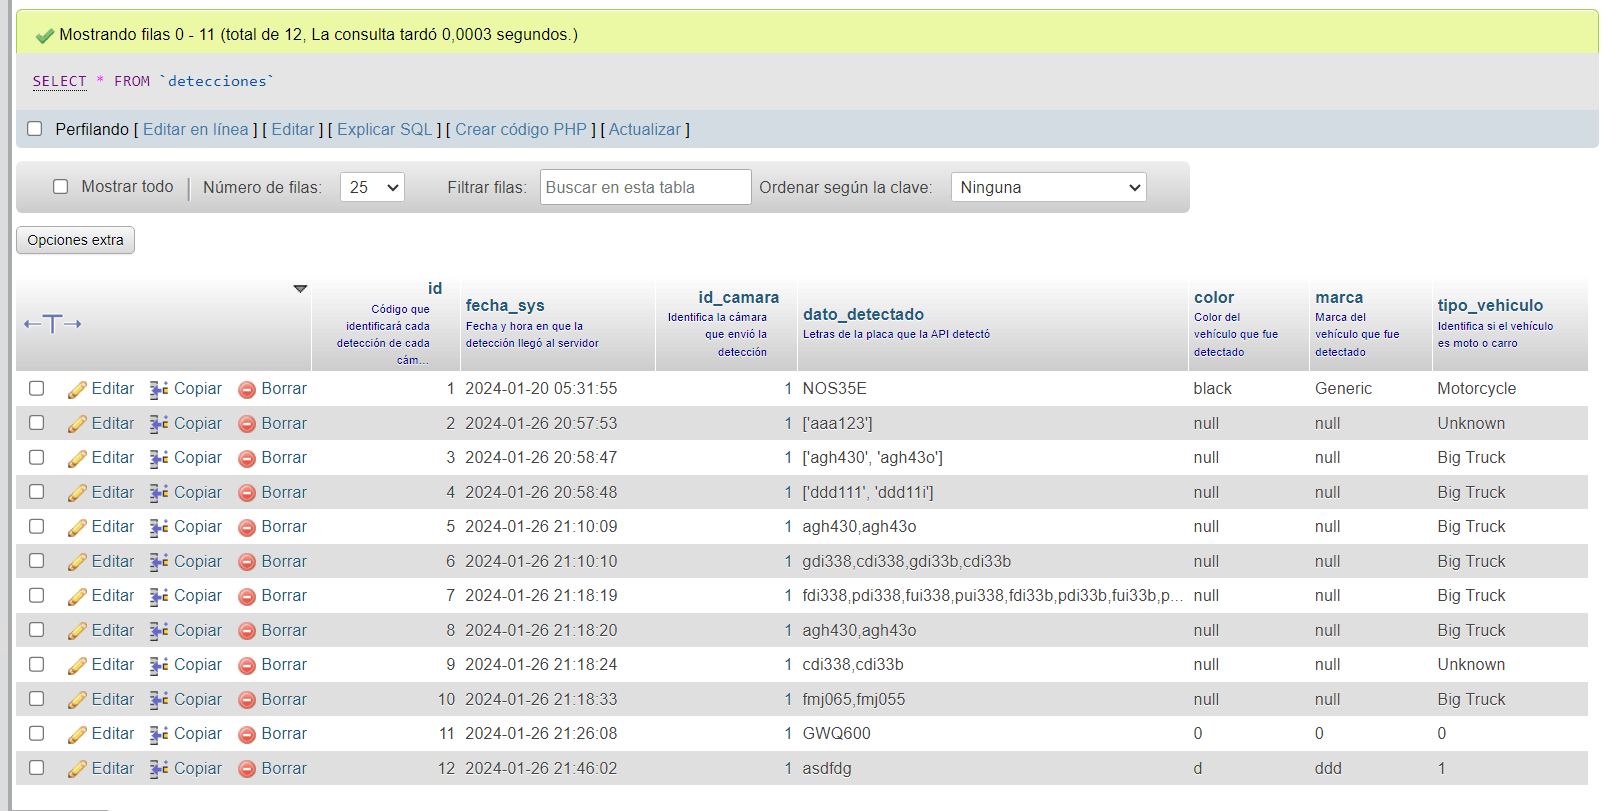 Mostrando filas 0 - 11 (total de 12, La consulta tardó 0,0003 segundos.)
SELECT * FROM `detecciones`
Perfilando [ Editar en línea ] [ Editar ] [ Explicar SQL ] [ Crear código PHP ] [ Actualizar ]
Mostrar todo Número de filas: 25 Filtrar filas: Buscar en esta tabla Ordenar según la clave: Ninguna
Opciones extra
id
Código que
identificará cada
detección de cada
cám...
fecha_sys
Fecha y hora en que la
detección llegó al servidor
id_camara
Identifica la cámara
que envió la
detección
dato_detectado
Letras de la placa que la API detectó
color
Color del
vehículo que fue
detectado
marca
Marca del
vehículo que fue
detectado
tipo_vehiculo
Identifica si el vehículo
es moto o carro
Editar Copiar Borrar 1 2024-01-20 05:31:55 1 NOS35E black Generic Motorcycle
Editar Copiar Borrar 2 2024-01-26 20:57:53 1 ['aaa123'] null null Unknown
Editar Copiar Borrar 3 2024-01-26 20:58:47 1 ['agh430', 'agh43o'] null null Big Truck
Editar Copiar Borrar 4 2024-01-26 20:58:48 1 ['ddd111', 'ddd11i'] null null Big Truck
Editar Copiar Borrar 5 2024-01-26 21:10:09 1 agh430,agh43o null null Big Truck
Editar Copiar Borrar 6 2024-01-26 21:10:10 1 gdi338,cdi338,gdi33b,cdi33b null null Big Truck
Editar Copiar Borrar 7 2024-01-26 21:18:19 1 fdi338,pdi338,fui338,pui338,fdi33b,pdi33b,fui33b,p... null null Big Truck
Editar Copiar Borrar 8 2024-01-26 21:18:20 1 agh430,agh43o null null Big Truck
Editar Copiar Borrar 9 2024-01-26 21:18:24 1 cdi338,cdi33b null null Unknown
Editar Copiar Borrar 10 2024-01-26 21:18:33 1 fmj065,fmj055 null null Big Truck
Editar Copiar Borrar 11 2024-01-26 21:26:08 1 GWQ600 0 0 0
Editar Copiar Borrar 12 2024-01-26 21:46:02 1 asdfdg d ddd 1